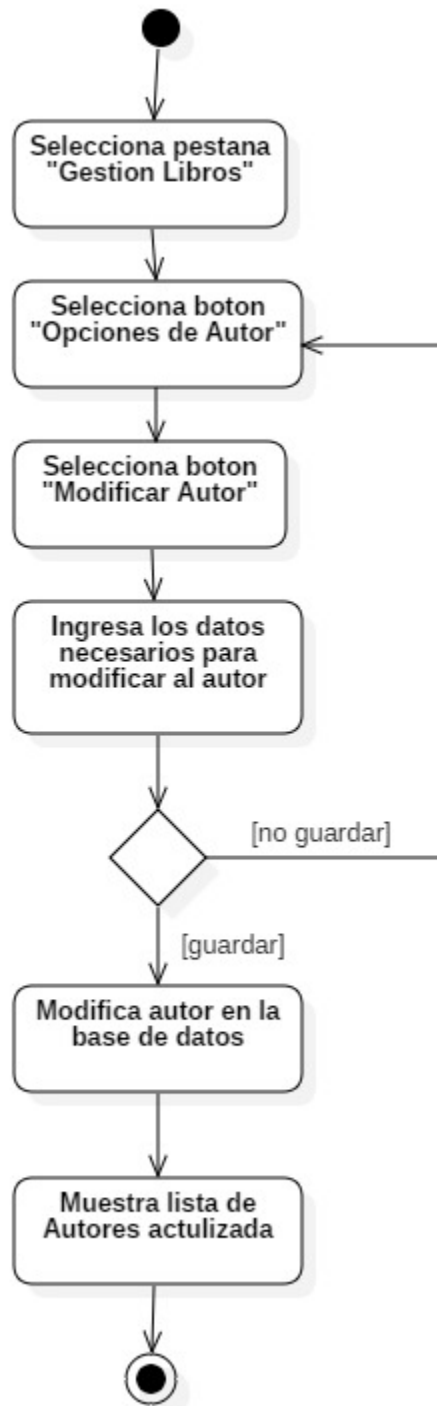 Selecciona pestana
"Gestion Libros"
Selecciona boton
"Opciones de Autor"
Selecciona boton
"Modificar Autor"
Ingresa los datos
necesarios para
modificar al autor
[no guardar]
[guardar]
Modifica autor en la
base de datos
Muestra lista de
Autores actulizada